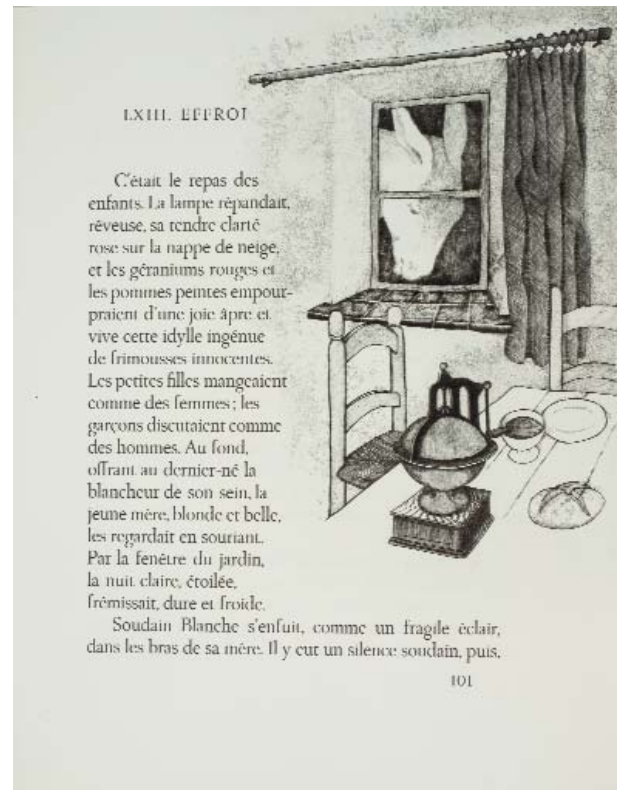 LXIII. EFFROI
C'était le repas des
enfants. La lampe répandait,
rêveuse, sa tendre clarté
rose sur la nappe de neige,
et les géraniums rouges et
les pommes peintes empour-
praient d'une joie âpre et
vive cette idylle ingénue
de frimousses innocentes.
Les petites filles mangeaient
comme des femmes; les
garçons discutaient comme
des hommes. Au fond,
offrant au dernier-né la
blancheur de son sein, la
jeune mère, blonde et belle,
les regardait en souriant.
Par la fenêtre du jardin,
la nuit claire, étoilée,
frémissait, dure et froide.
Soudain Blanche s'enfuit, comme un fragile éclair,
dans les bras de sa mère. Il y eut un silence soudain, puis,
101